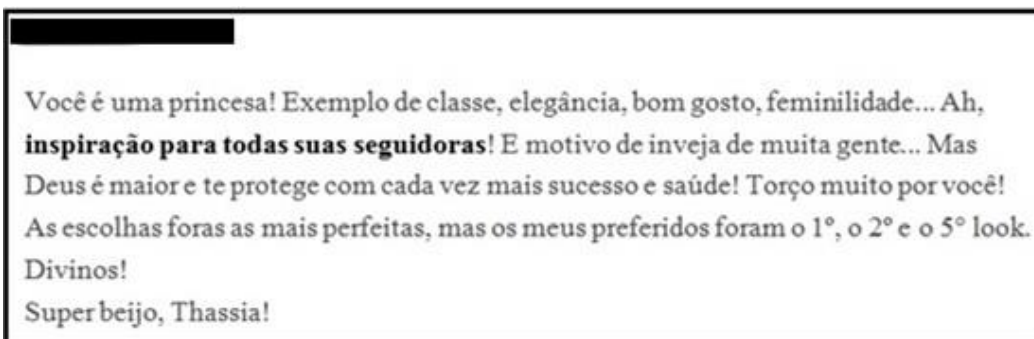 Você é uma princesa! Exemplo de classe, elegância, bom gosto, feminilidade... Ah,
inspiração para todas suas seguidoras! E motivo de inveja de muita gente... Mas
Deus é maior e te protege com cada vez mais sucesso e saúde! Torço muito por você!
As escolhas foras as mais perfeitas, mas os meus preferidos foram o 1º, o 2º e o 5° look.
Divinos!
Super beijo, Thassia!